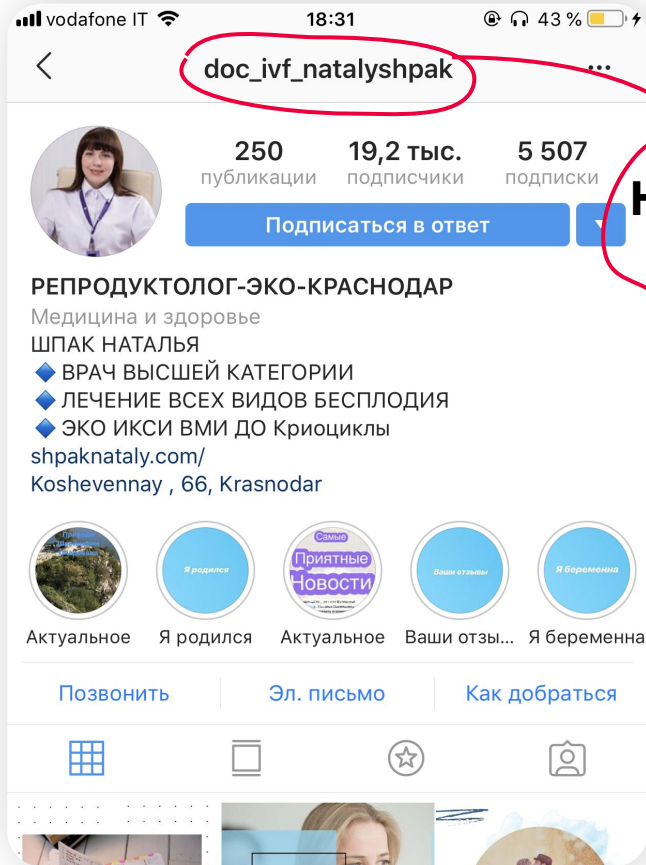 vodafone IT 18:31 43 %
doc_ivf_natalyshpak
250 19,2 тыс. 5 507
публикации подписчики подписки
Подписаться в ответ
РЕПРОДУКТОЛОГ-ЭКО-КРАСНОДАР
Медицина и здоровье
ШПАК НАТАЛЬЯ
🔷 ВРАЧ ВЫСШЕЙ КАТЕГОРИИ
🔷 ЛЕЧЕНИЕ ВСЕХ ВИДОВ БЕСПЛОДИЯ
🔷 ЭКО ИКСИ ВМИ ДО Криоциклы
shpaknataly.com/
Koshevennay , 66, Krasnodar
Я родился
Самые
Приятные
Новости
Ваши отзывы
Я беременна
Актуальное Я родился Актуальное Ваши отзы... Я беременна
Позвонить Эл. письмо Как добраться